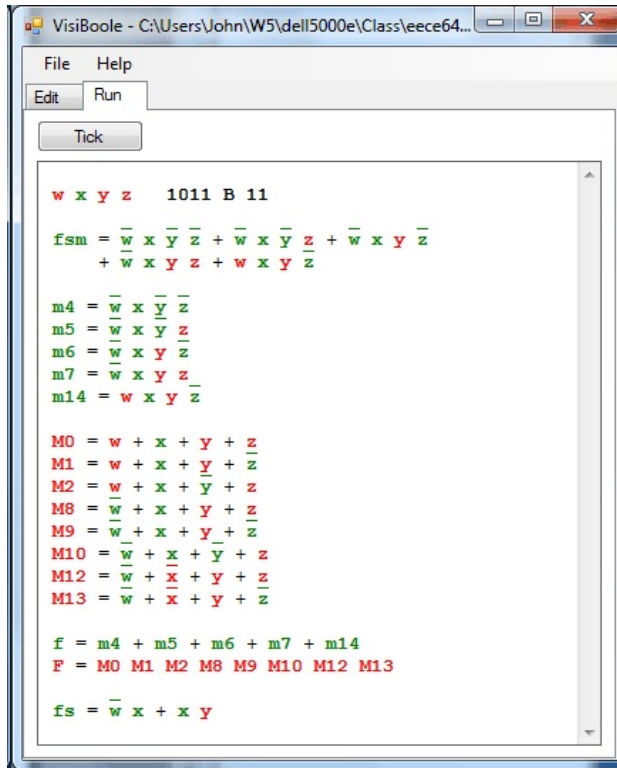 VisiBoole - C:\Users\John\W5\dell5000e\Class\eece64...
File Help
Edit Run
Tick
w x y z 1011 B 11
fsm = w̅ x y̅ z̅ + w̅ x y̅ z + w̅ x y z̅
+ w̅ x y z + w x y z̅
m4 = w̅ x y̅ z̅
m5 = w̅ x y̅ z
m6 = w̅ x y z̅
m7 = w̅ x y z
m14 = w x y z̅
M0 = w + x + y + z
M1 = w + x + y + z̅
M2 = w + x + y̅ + z
M8 = w̅ + x + y + z
M9 = w̅ + x + y + z̅
M10 = w̅ + x + y̅ + z
M12 = w̅ + x̅ + y + z
M13 = w̅ + x̅ + y + z̅
f = m4 + m5 + m6 + m7 + m14
F = M0 M1 M2 M8 M9 M10 M12 M13
fs = w̅ x + x y